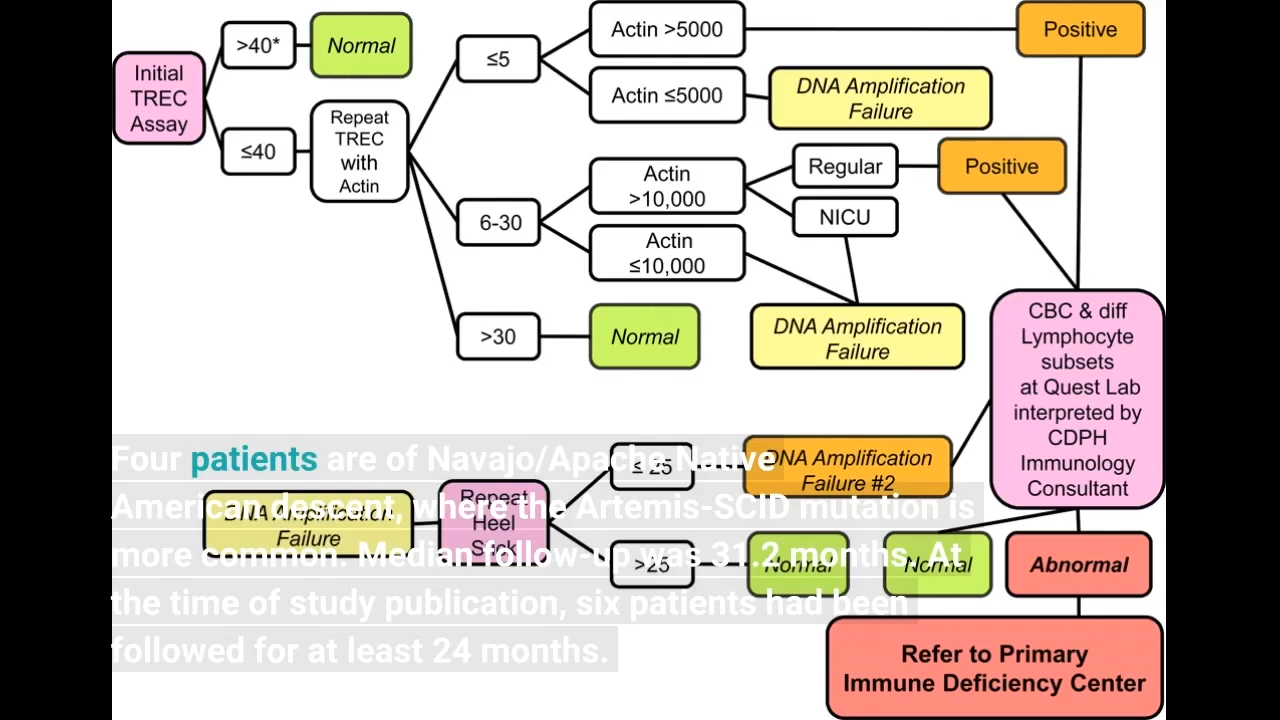 Initial
TREC
Assay
>40*
Normal
≤40
Repeat
TREC
with
Actin
≤5
Actin >5000
Positive
Actin ≤5000
DNA Amplification
Failure
6-30
Actin
>10,000
Regular
Positive
NICU
Actin
≤10,000
DNA Amplification
Failure
>30
Normal
CBC & diff
Lymphocyte
subsets
at Quest Lab
interpreted by
CDPH
Immunology
Consultant
DNA Amplification
Failure
Repeat
Heel
Stick
≤ 25
DNA Amplification
Failure #2
>25
Normal
Normal
Abnormal
Refer to Primary
Immune Deficiency Center
Four patients are of Navajo/Apache Native
American descent, where the Artemis-SCID mutation is
more common. Median follow-up was 31.2 months. At
the time of study publication, six patients had been
followed for at least 24 months.